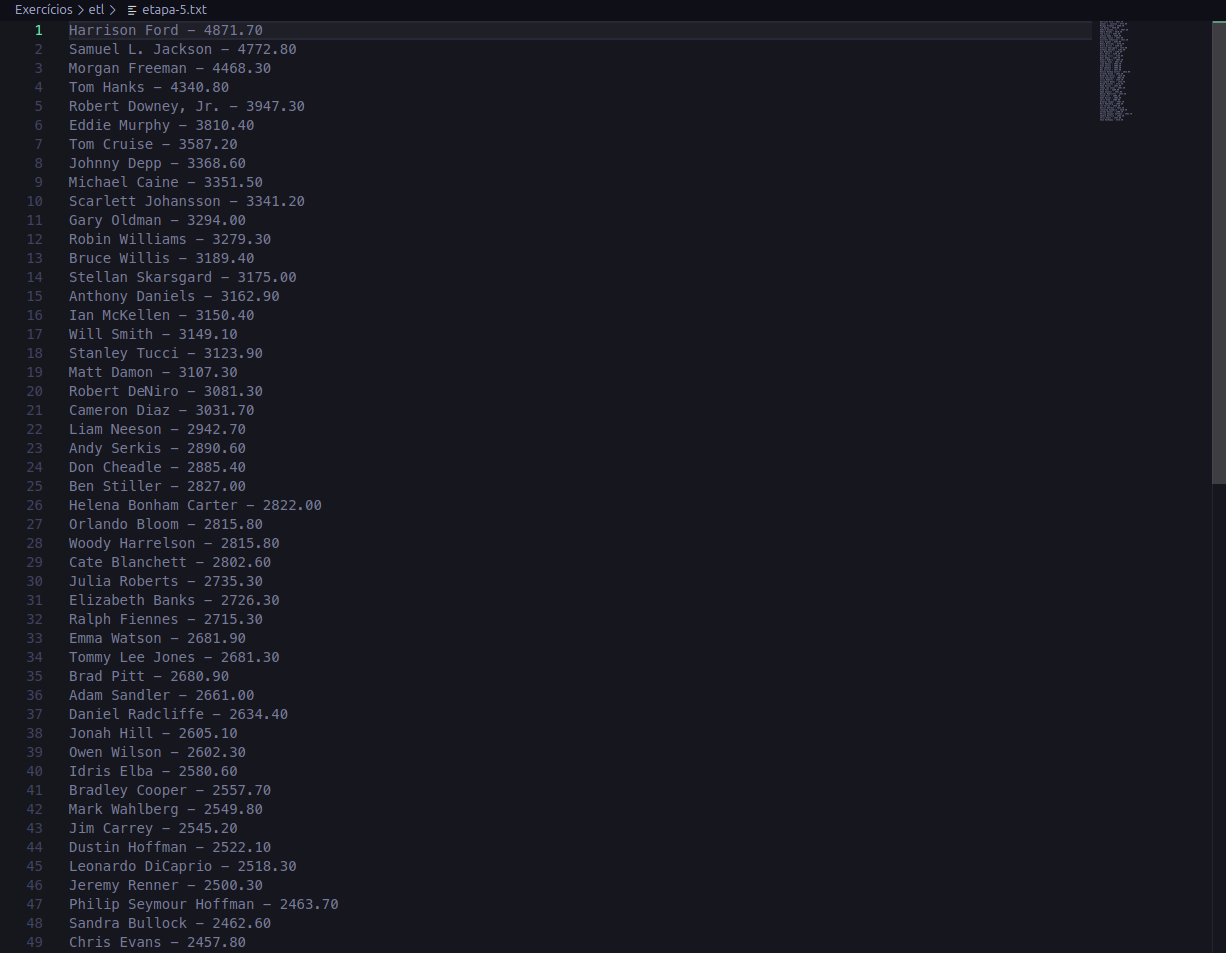 Exercícios > etl > etapa-5.txt
1 Harrison Ford – 4871.70
2 Samuel L. Jackson – 4772.80
3 Morgan Freeman – 4468.30
4 Tom Hanks – 4340.80
5 Robert Downey, Jr. – 3947.30
6 Eddie Murphy – 3810.40
7 Tom Cruise – 3587.20
8 Johnny Depp – 3368.60
9 Michael Caine – 3351.50
10 Scarlett Johansson – 3341.20
11 Gary Oldman – 3294.00
12 Robin Williams – 3279.30
13 Bruce Willis – 3189.40
14 Stellan Skarsgard – 3175.00
15 Anthony Daniels – 3162.90
16 Ian McKellen – 3150.40
17 Will Smith – 3149.10
18 Stanley Tucci – 3123.90
19 Matt Damon – 3107.30
20 Robert DeNiro – 3081.30
21 Cameron Diaz – 3031.70
22 Liam Neeson – 2942.70
23 Andy Serkis – 2890.60
24 Don Cheadle – 2885.40
25 Ben Stiller – 2827.00
26 Helena Bonham Carter – 2822.00
27 Orlando Bloom – 2815.80
28 Woody Harrelson – 2815.80
29 Cate Blanchett – 2802.60
30 Julia Roberts – 2735.30
31 Elizabeth Banks – 2726.30
32 Ralph Fiennes – 2715.30
33 Emma Watson – 2681.90
34 Tommy Lee Jones – 2681.30
35 Brad Pitt – 2680.90
36 Adam Sandler – 2661.00
37 Daniel Radcliffe – 2634.40
38 Jonah Hill – 2605.10
39 Owen Wilson – 2602.30
40 Idris Elba – 2580.60
41 Bradley Cooper – 2557.70
42 Mark Wahlberg – 2549.80
43 Jim Carrey – 2545.20
44 Dustin Hoffman – 2522.10
45 Leonardo DiCaprio – 2518.30
46 Jeremy Renner – 2500.30
47 Philip Seymour Hoffman – 2463.70
48 Sandra Bullock – 2462.60
49 Chris Evans – 2457.80